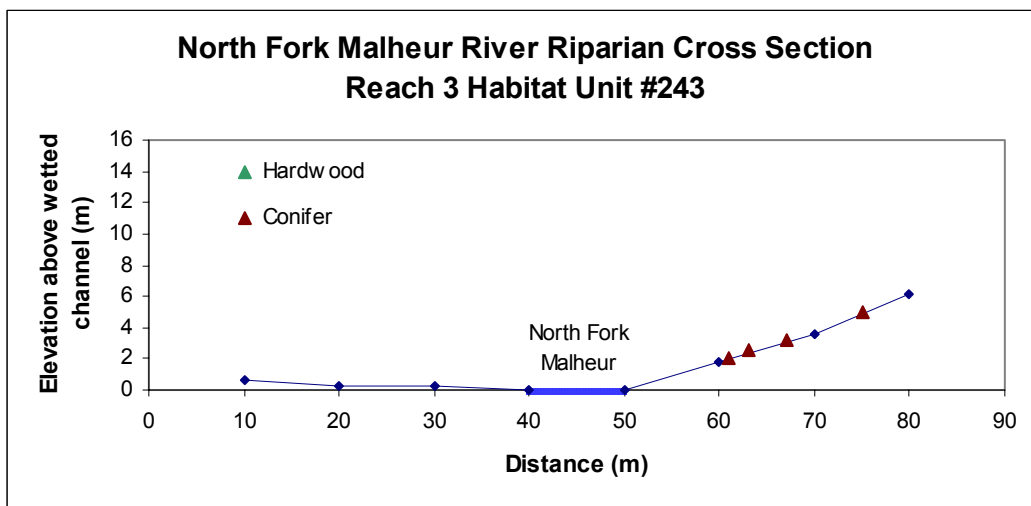 North Fork Malheur River Riparian Cross Section
Reach 3 Habitat Unit #243
Elevation above wetted
channel (m)
16
14
12
10
8
6
4
2
0
Hardwood
Conifer
North Fork
Malheur
0 10 20 30 40 50 60 70 80 90
Distance (m)